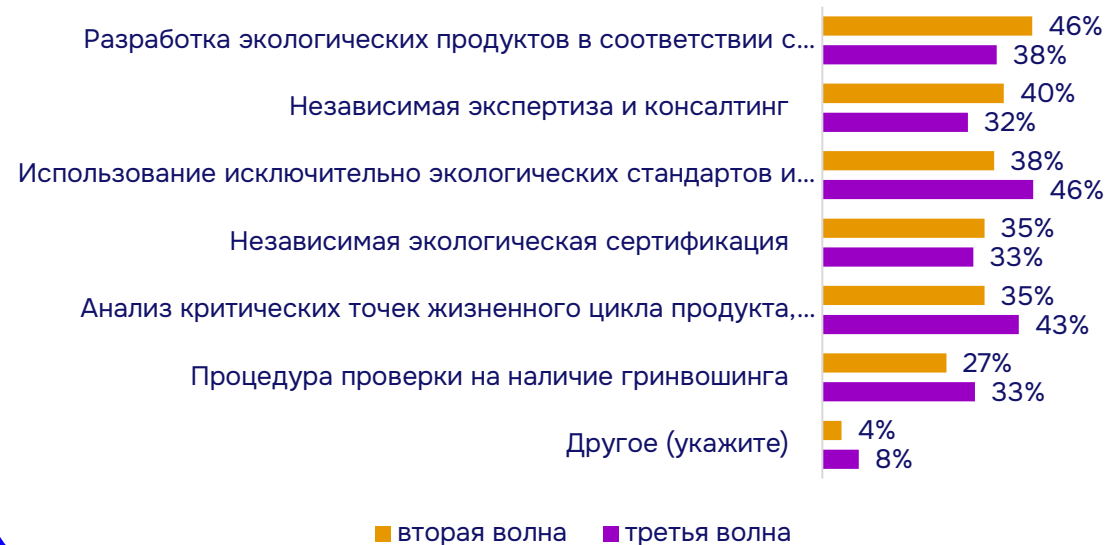 Разработка экологических продуктов в соответствии с...
46%
38%
Независимая экспертиза и консалтинг
40%
32%
Использование исключительно экологических стандартов и...
38%
46%
Независимая экологическая сертификация
35%
33%
Анализ критических точек жизненного цикла продукта,...
35%
43%
Процедура проверки на наличие гринвошинга
27%
33%
Другое (укажите)
4%
8%
вторая волна третья волна